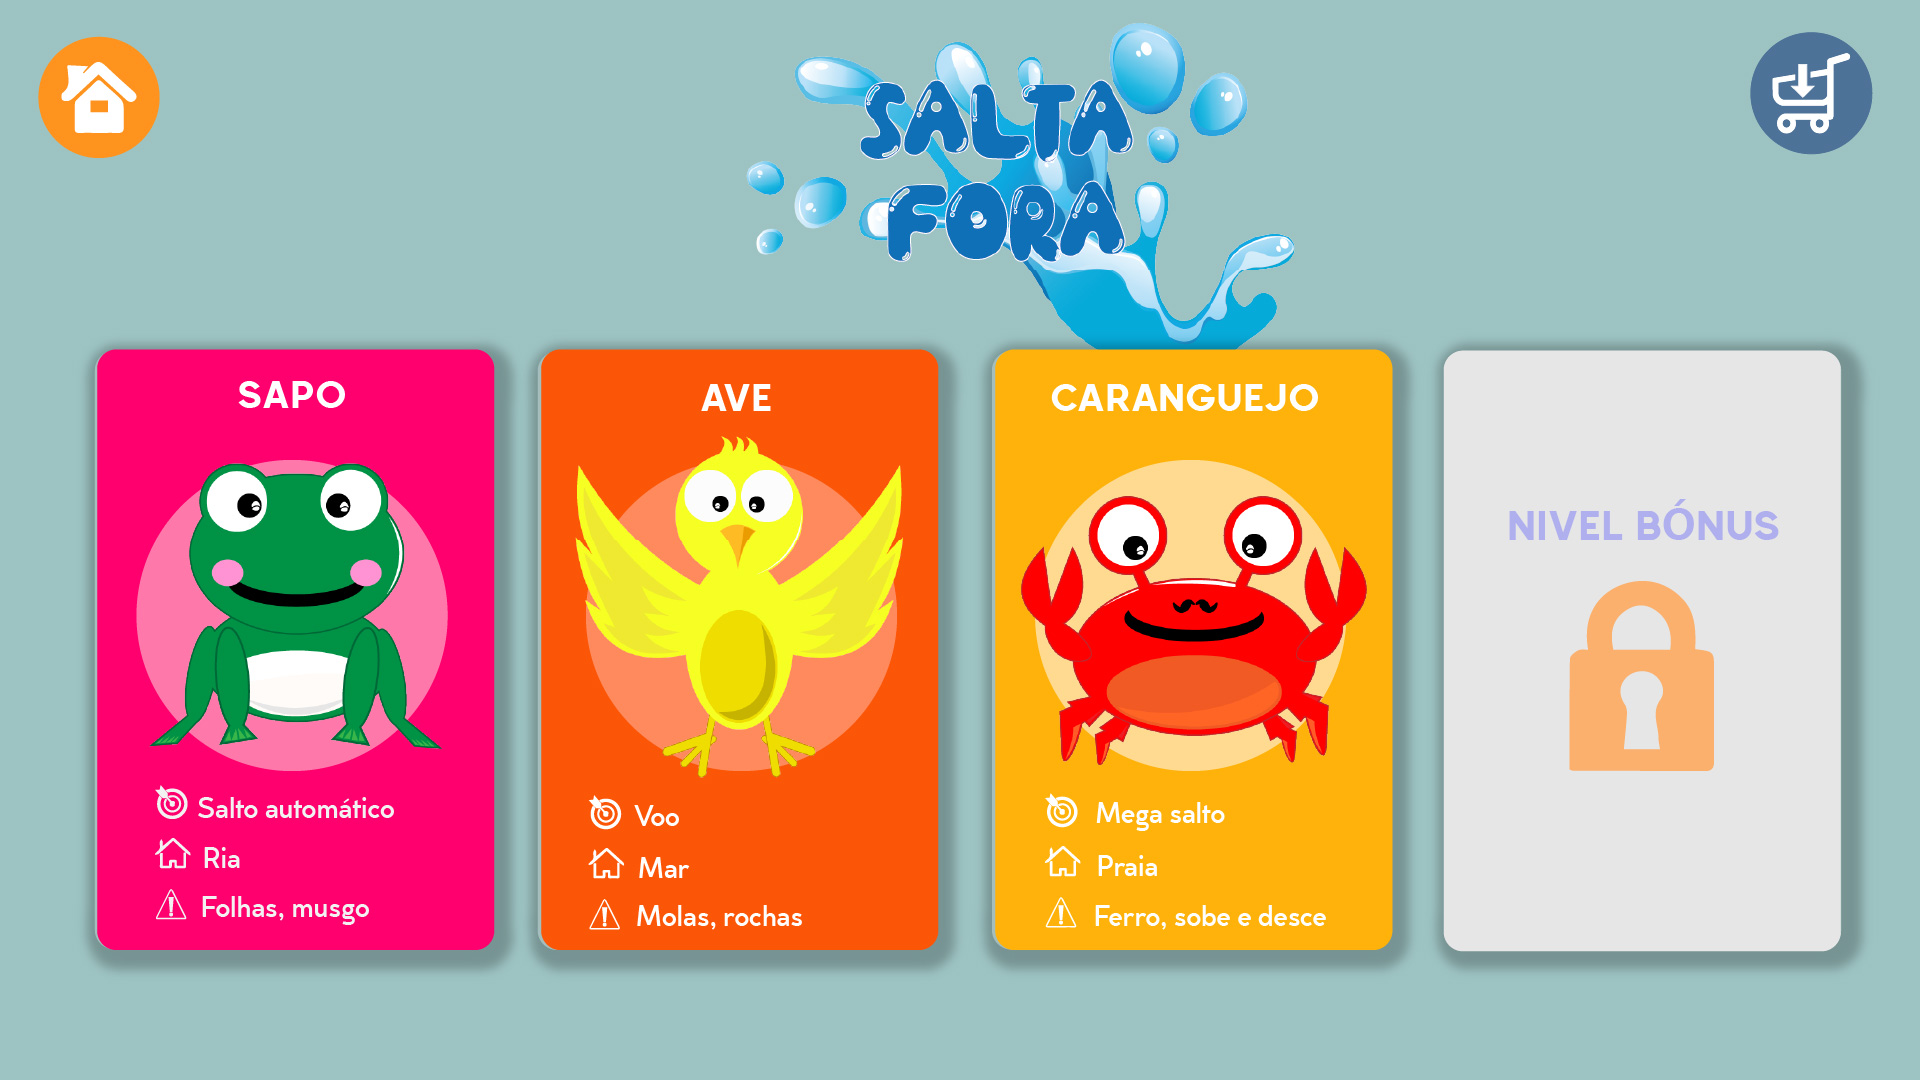 SALTA
FORA
SAPO
Salto automático
Ria
Folhas, musgo
AVE
Voo
Mar
Molas, rochas
CARANGUEJO
Mega salto
Praia
Ferro, sobe e desce
NIVEL BÓNUS